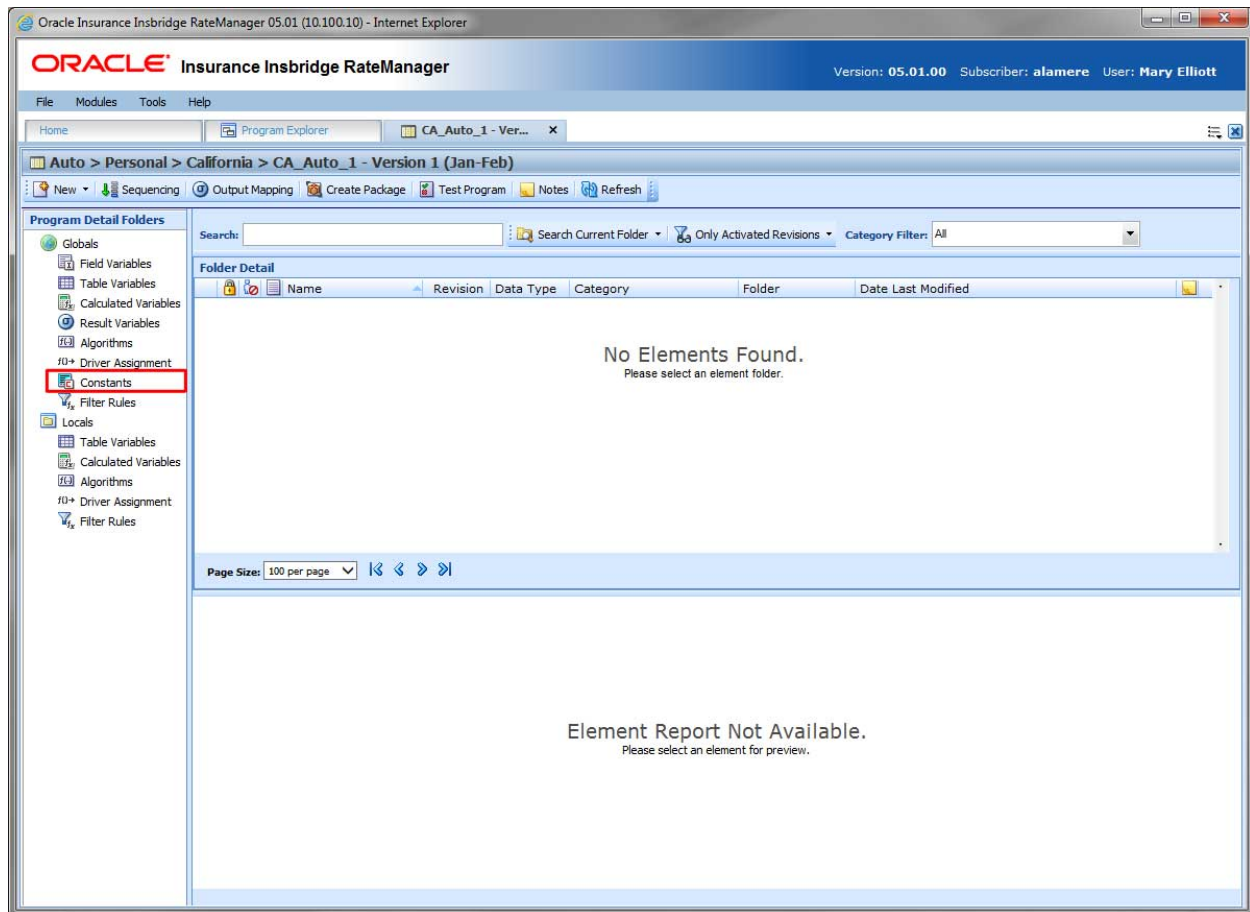 Oracle Insurance Insbridge RateManager 05.01 (10.100.10) - Internet Explorer
ORACLE Insurance Insbridge RateManager
Version: 05.01.00 Subscriber: alamere User: Mary Elliott
File Modules Tools Help
Home Program Explorer CA_Auto_1 - Ver... X
Auto > Personal > California > CA_Auto_1 - Version 1 (Jan-Feb)
New Sequencing Output Mapping Create Package Test Program Notes Refresh
Program Detail Folders
Globals
Field Variables
Table Variables
Calculated Variables
Result Variables
Algorithms
Driver Assignment
Constants
Filter Rules
Locals
Table Variables
Calculated Variables
Algorithms
Driver Assignment
Filter Rules
Search: Search Current Folder Only Activated Revisions Category Filter: All
Folder Detail
Name Revision Data Type Category Folder Date Last Modified
No Elements Found.
Please select an element folder.
Page Size: 100 per page
Element Report Not Available.
Please select an element for preview.